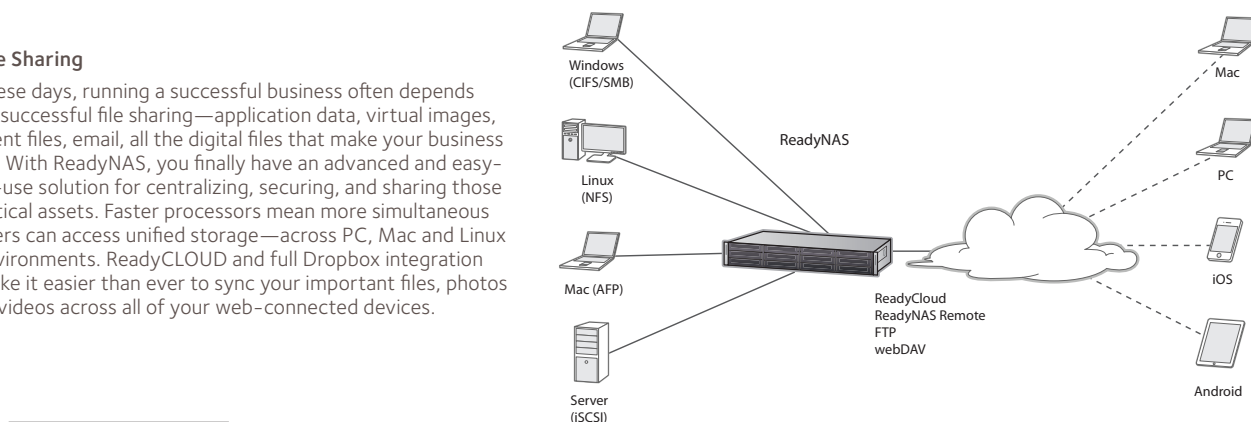 e Sharing
ese days, running a successful business often depends
successful file sharing—application data, virtual images,
ent files, email, all the digital files that make your business
. With ReadyNAS, you finally have an advanced and easy-
-use solution for centralizing, securing, and sharing those
tical assets. Faster processors mean more simultaneous
ers can access unified storage—across PC, Mac and Linux
vironments. ReadyCLOUD and full Dropbox integration
ke it easier than ever to sync your important files, photos
videos across all of your web-connected devices.
Windows
(CIFS/SMB)
Linux
(NFS)
Mac (AFP)
Server
(iSCSI)
ReadyNAS
ReadyCloud
ReadyNAS Remote
FTP
webDAV
Mac
PC
iOS
Android